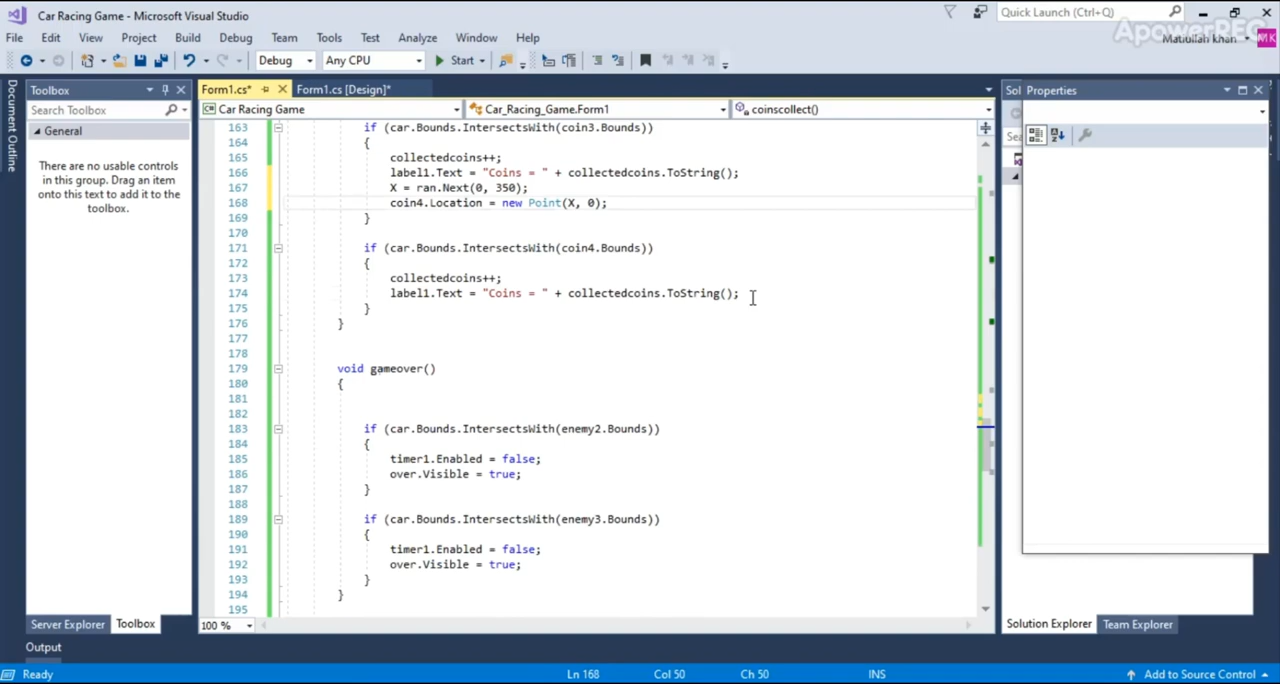 Car Racing Game - Microsoft Visual Studio
Quick Launch (Ctrl+Q)
ApowerREC
File Edit View Project Build Debug Team Tools Test Analyze Window Help
Matiullah khan
MK
Debug Any CPU Start
Document Outline
Toolbox
Search Toolbox
General
There are no usable controls
in this group. Drag an item
onto this text to add it to the
toolbox.
Server Explorer Toolbox
Form1.cs* Form1.cs [Design]*
Car Racing Game Car_Racing_Game.Form1 coinscollect()
163 if (car.Bounds.IntersectsWith(coin3.Bounds))
164 {
165 collectedcoins++;
166 label1.Text = "Coins = " + collectedcoins.ToString();
167 X = ran.Next(0, 350);
168 coin4.Location = new Point(X, 0);
169 }
170
171 if (car.Bounds.IntersectsWith(coin4.Bounds))
172 {
173 collectedcoins++;
174 label1.Text = "Coins = " + collectedcoins.ToString();
175 }
176 }
177
178
179 void gameover()
180 {
181
182
183 if (car.Bounds.IntersectsWith(enemy2.Bounds))
184 {
185 timer1.Enabled = false;
186 over.Visible = true;
187 }
188
189 if (car.Bounds.IntersectsWith(enemy3.Bounds))
190 {
191 timer1.Enabled = false;
192 over.Visible = true;
193 }
194 }
195
100 %
Sol
Sea
Properties
Solution Explorer Team Explorer
Output
Ready Ln 168 Col 50 Ch 50 INS Add to Source Control